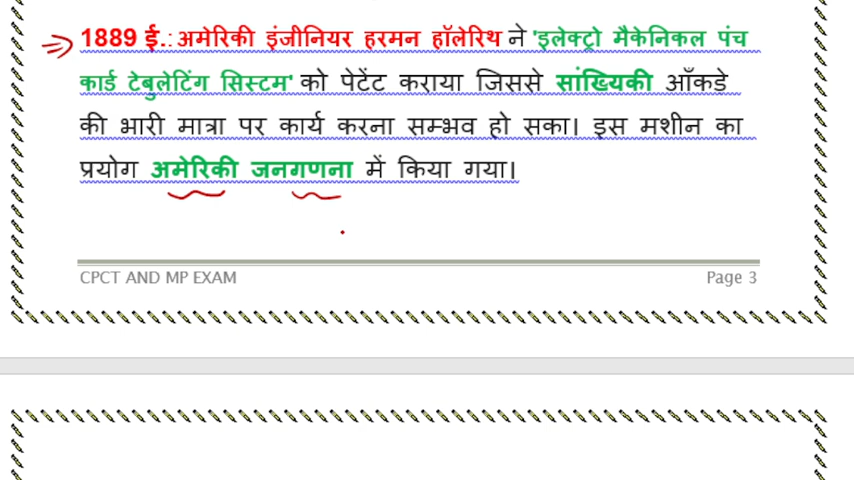 1889 ई.: अमेरिकी इंजीनियर हरमन हॉलेरिथ ने 'इलेक्ट्रो मैकेनिकल पंच
कार्ड टेबुलेटिंग सिस्टम' को पेटेंट कराया जिससे सांख्यिकी आँकडे
की भारी मात्रा पर कार्य करना सम्भव हो सका। इस मशीन का
प्रयोग अमेरिकी जनगणना में किया गया।
CPCT AND MP EXAM Page 3